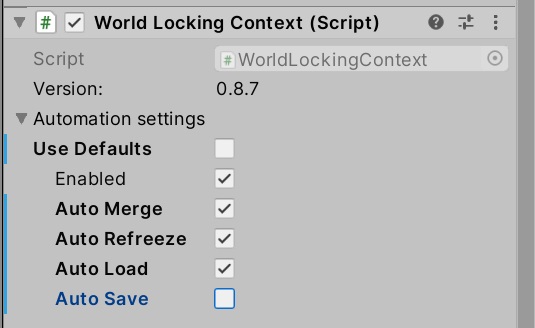 World Locking Context (Script)
Script # WorldLockingContext
Version: 0.8.7
Automation settings
Use Defaults
Enabled
Auto Merge
Auto Refreeze
Auto Load
Auto Save